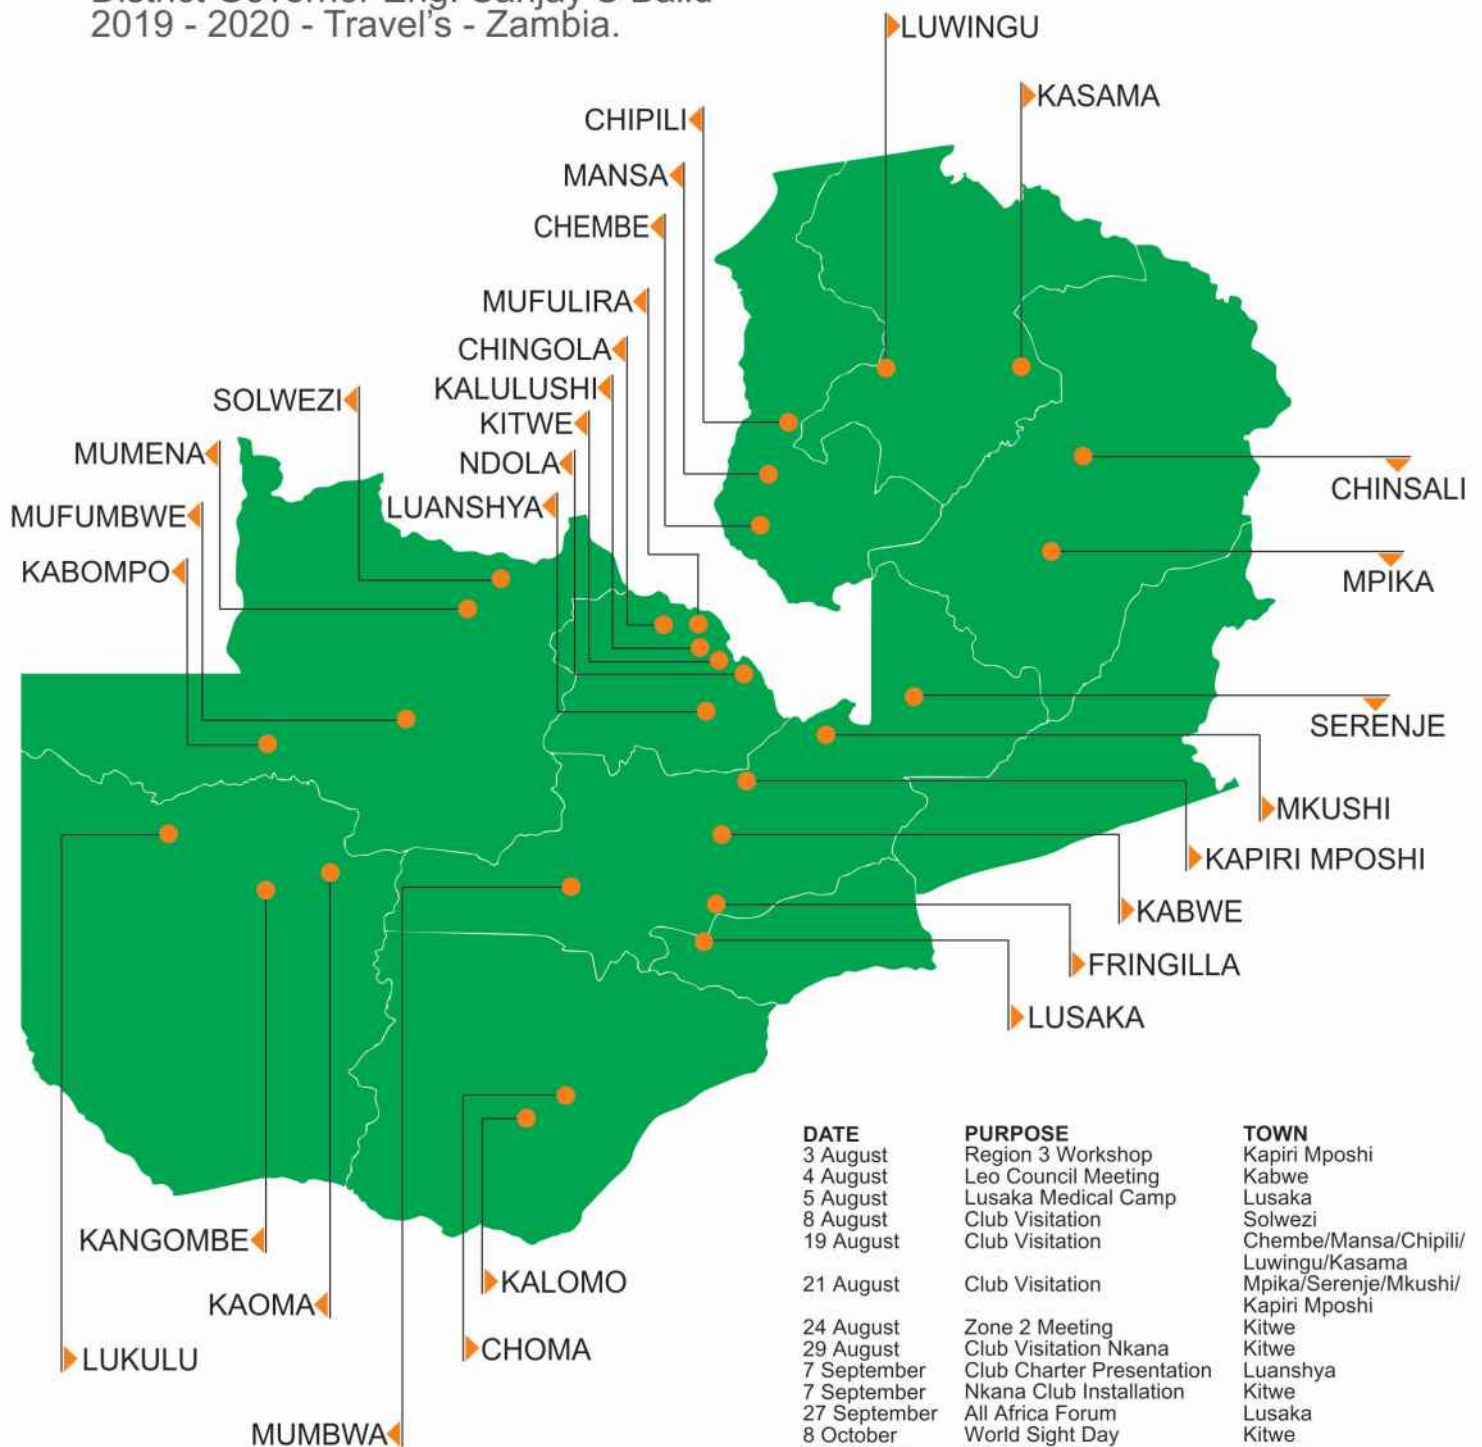 2019 - 2020 - Travel's - Zambia.
LUWINGU
KASAMA
CHIPILI
MANSA
CHEMBE
MUFULIRA
CHINGOLA
KALULUSHI
SOLWEZI
KITWE
MUMENA
NDOLA
CHINSALI
LUANSHYA
MUFUMBWE
KABOMPO
MPIKA
SERENJE
MKUSHI
KAPIRI MPOSHI
KABWE
FRINGILLA
LUSAKA
KANGOMBE
KALOMO
KAOMA
CHOMA
LUKULU
MUMBWA
DATE PURPOSE TOWN
3 August Region 3 Workshop Kapiri Mposhi
4 August Leo Council Meeting Kabwe
5 August Lusaka Medical Camp Lusaka
8 August Club Visitation Solwezi
19 August Club Visitation Chembe/Mansa/Chipili/
Luwingu/Kasama
21 August Club Visitation Mpika/Serenje/Mkushi/
Kapiri Mposhi
24 August Zone 2 Meeting Kitwe
29 August Club Visitation Nkana Kitwe
7 September Club Charter Presentation Luanshya
7 September Nkana Club Installation Kitwe
27 September All Africa Forum Lusaka
8 October World Sight Day Kitwe